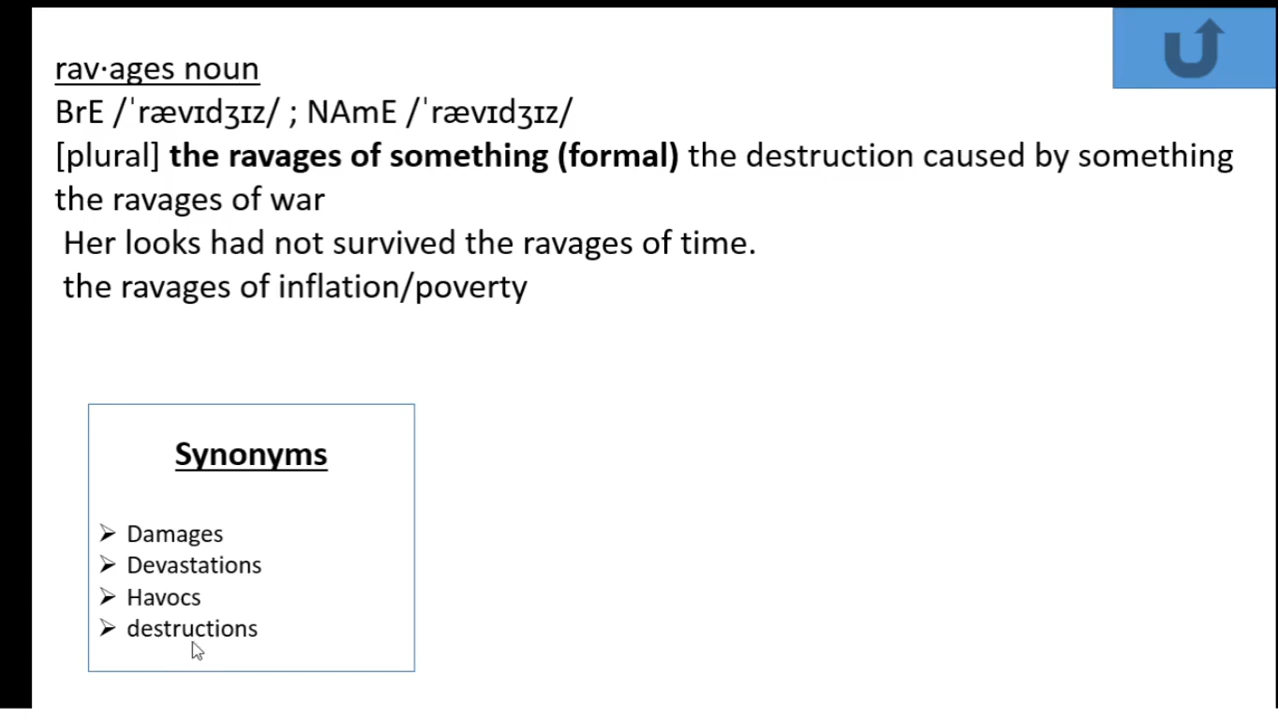 rav·ages noun
BrE /ˈrævɪdʒɪz/ ; NAmE /ˈrævɪdʒɪz/
[plural] the ravages of something (formal) the destruction caused by something
the ravages of war
Her looks had not survived the ravages of time.
the ravages of inflation/poverty
Synonyms
➢ Damages
➢ Devastations
➢ Havocs
➢ destructions